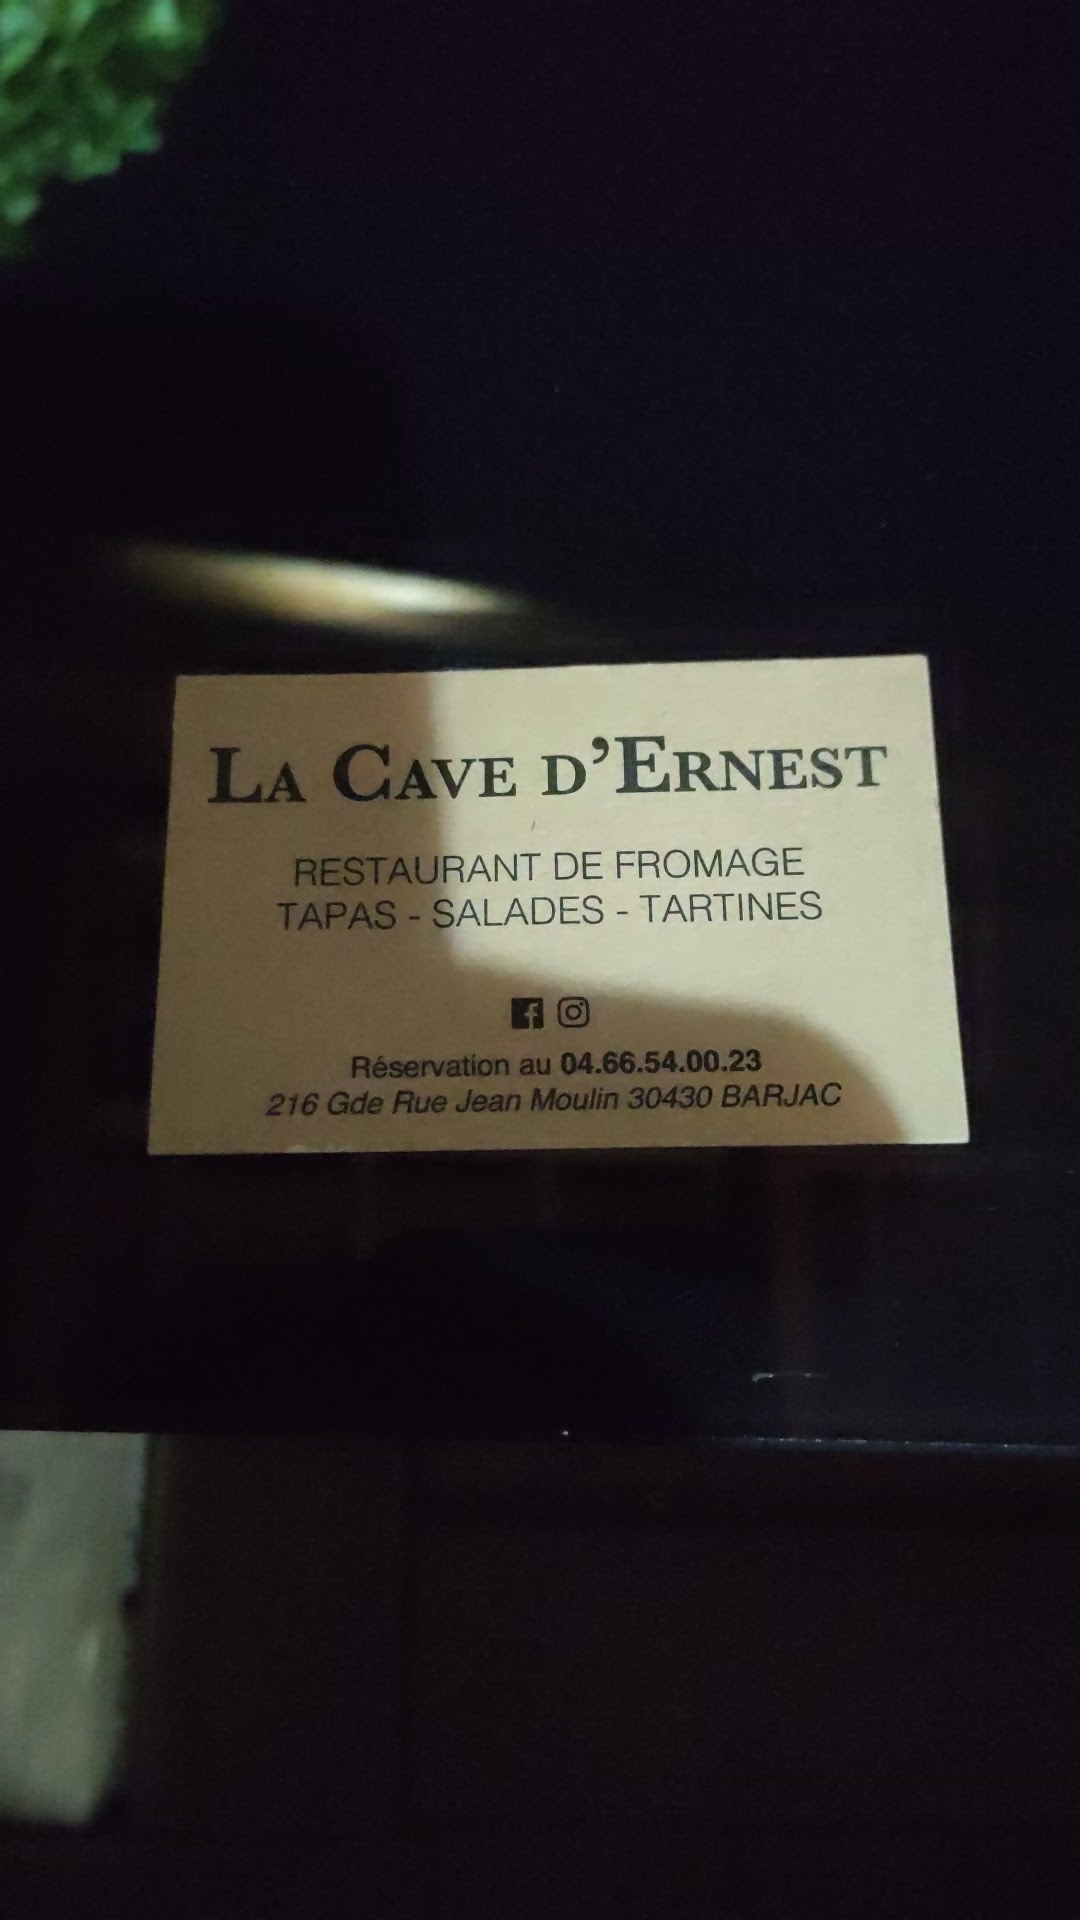 LA CAVE D'ERNEST
RESTAURANT DE FROMAGE
TAPAS - SALADES - TARTINES
Réservation au 04.66.54.00.23
216 Gde Rue Jean Moulin 30430 BARJAC